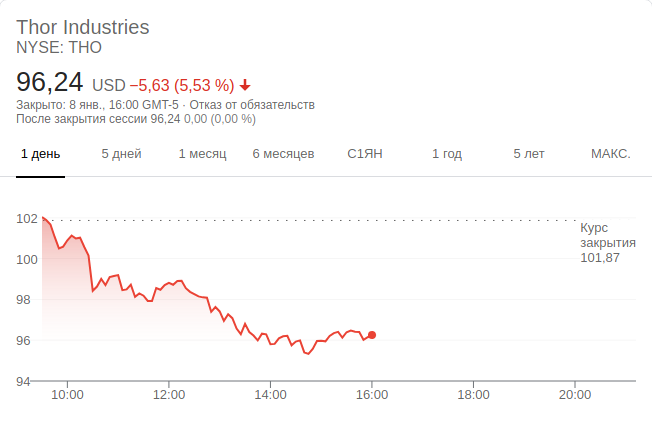 Thor Industries
NYSE: THO
96,24 USD −5,63 (5,53 %)
Закрыто: 8 янв., 16:00 GMT-5 · Отказ от обязательств
После закрытия сессии 96,24 0,00 (0,00 %)
1 день 5 дней 1 месяц 6 месяцев С1ЯН 1 год 5 лет МАКС.
102
Курс
закрытия
101,87
100
98
96
94
10:00 12:00 14:00 16:00 18:00 20:00